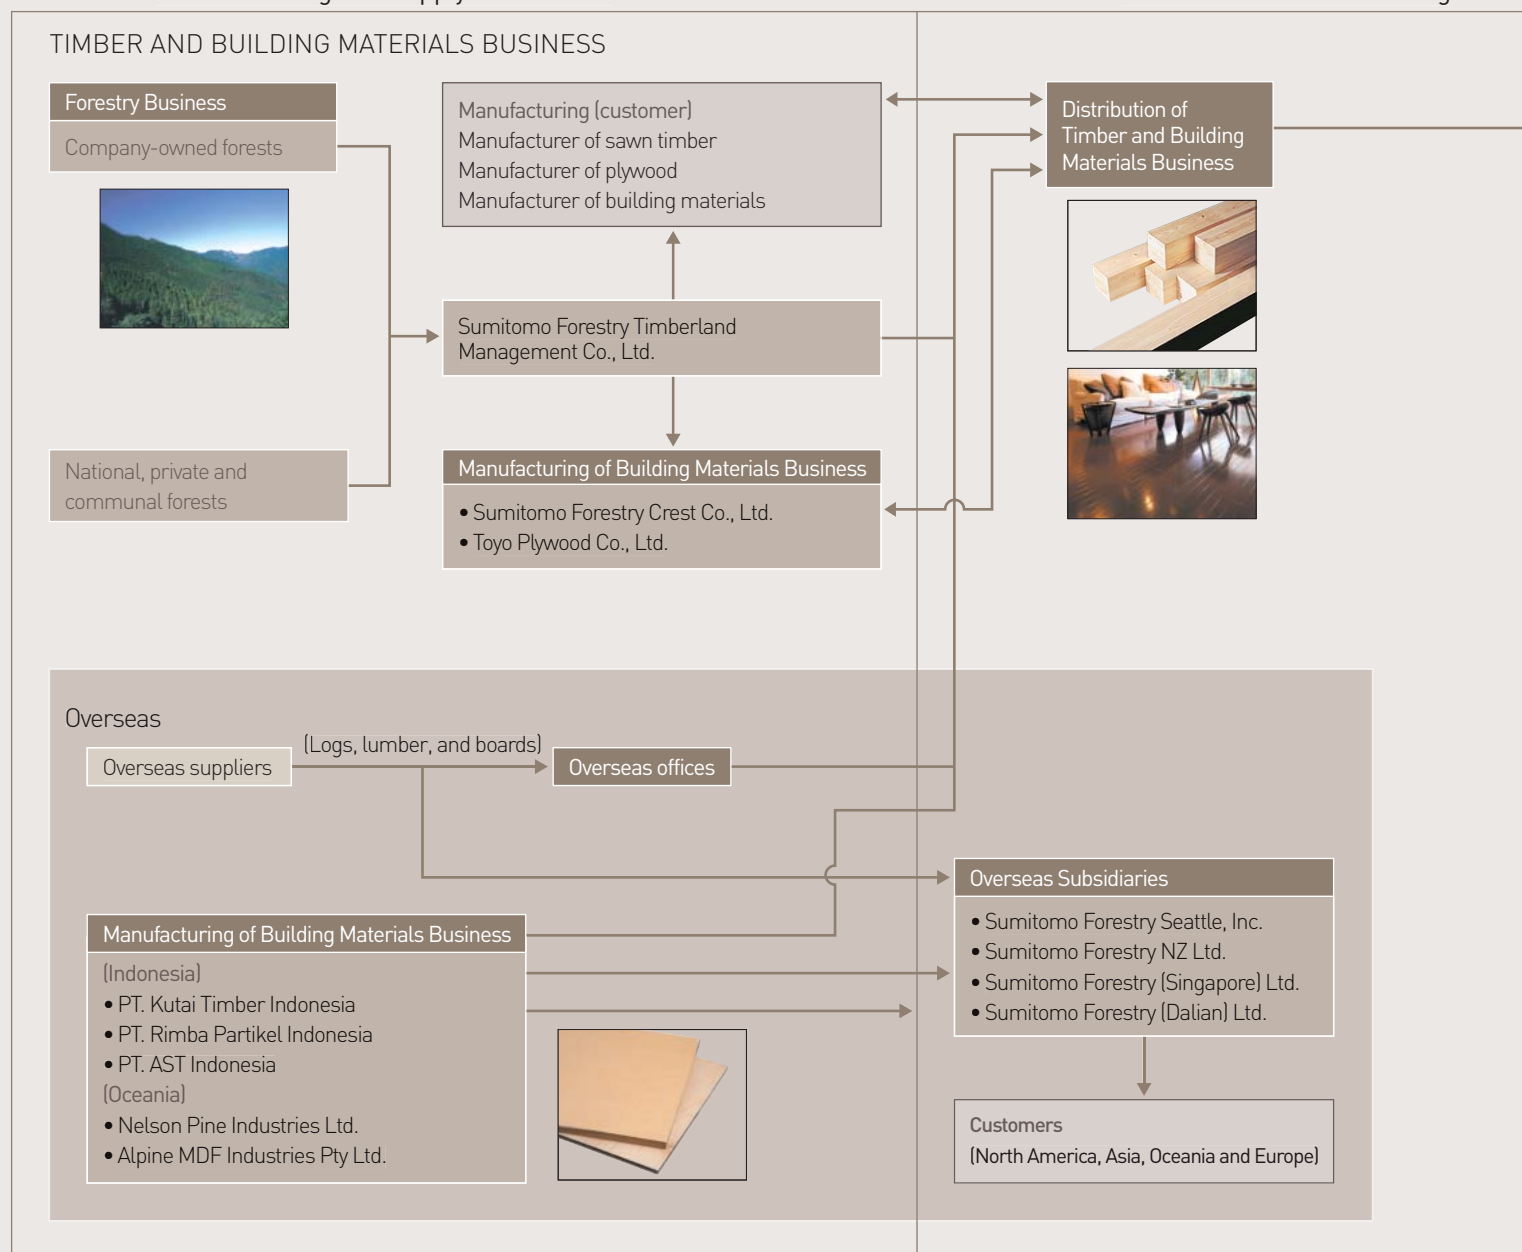 TIMBER AND BUILDING MATERIALS BUSINESS
Forestry Business
Company-owned forests
National, private and
communal forests
Manufacturing (customer)
Manufacturer of sawn timber
Manufacturer of plywood
Manufacturer of building materials
Sumitomo Forestry Timberland
Management Co., Ltd.
Manufacturing of Building Materials Business
• Sumitomo Forestry Crest Co., Ltd.
• Toyo Plywood Co., Ltd.
Distribution of
Timber and Building
Materials Business
Overseas
Overseas suppliers
(Logs, lumber, and boards)
Overseas offices
Manufacturing of Building Materials Business
(Indonesia)
• PT. Kutai Timber Indonesia
• PT. Rimba Partikel Indonesia
• PT. AST Indonesia
(Oceania)
• Nelson Pine Industries Ltd.
• Alpine MDF Industries Pty Ltd.
Overseas Subsidiaries
• Sumitomo Forestry Seattle, Inc.
• Sumitomo Forestry NZ Ltd.
• Sumitomo Forestry (Singapore) Ltd.
• Sumitomo Forestry (Dalian) Ltd.
Customers
(North America, Asia, Oceania and Europe)